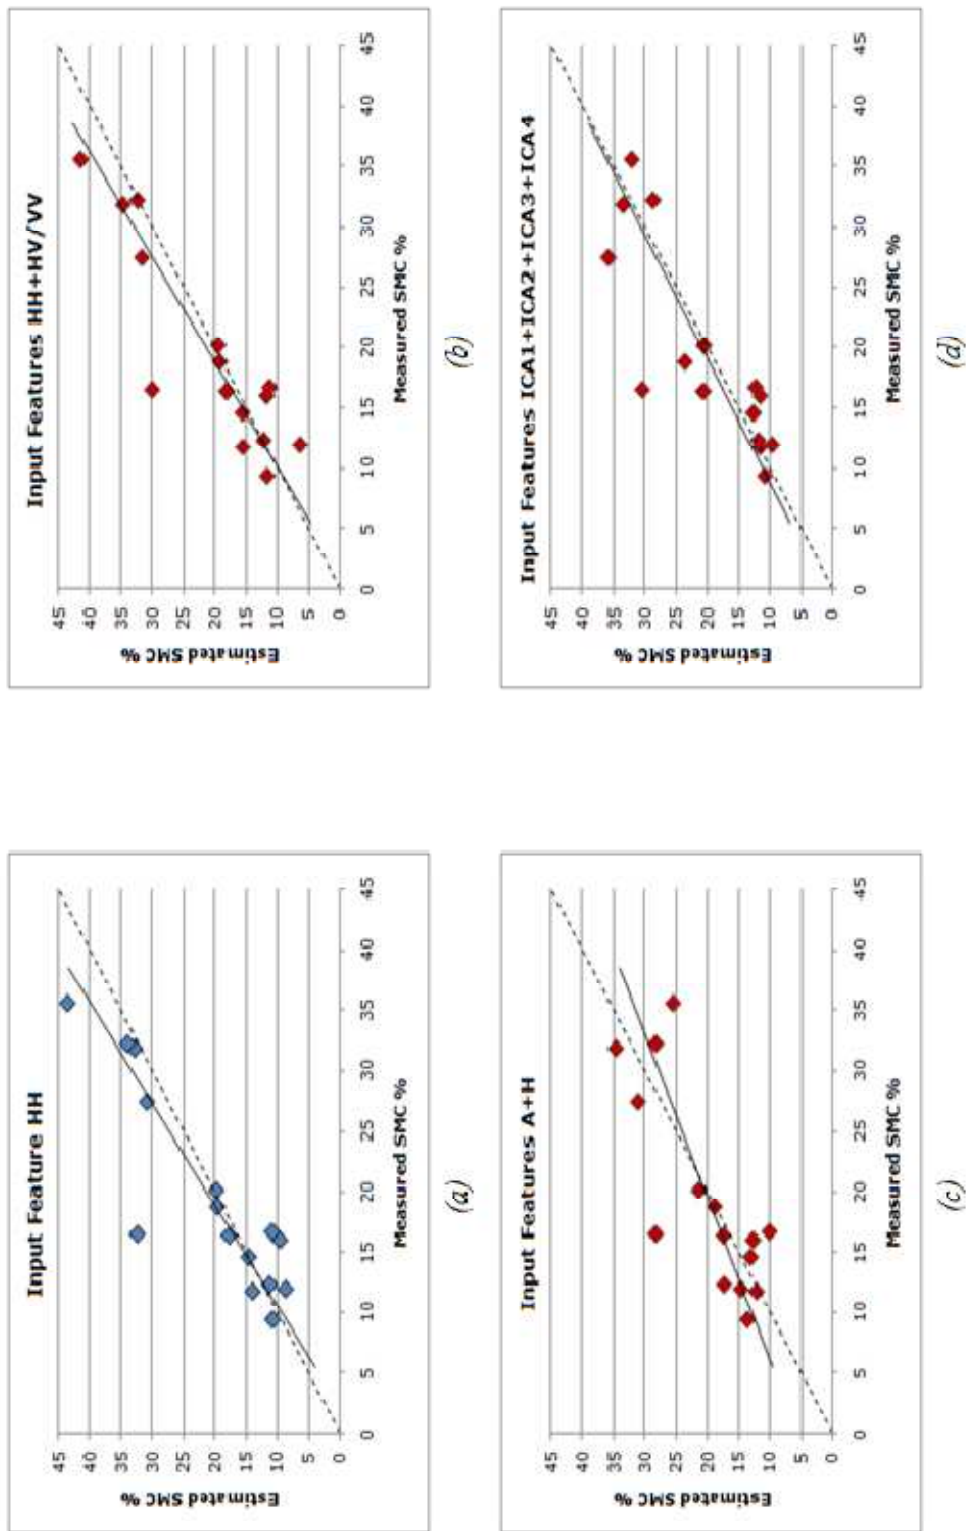 Input Feature HH
Estimated SMC %
45
40
35
30
25
20
15
10
5
0
0 5 10 15 20 25 30 35 40 45
Measured SMC %
(a)
Input Features HH+HV/VV
Estimated SMC %
45
40
35
30
25
20
15
10
5
0
0 5 10 15 20 25 30 35 40 45
Measured SMC %
(b)
Input Features A+H
Estimated SMC %
45
40
35
30
25
20
15
10
5
0
0 5 10 15 20 25 30 35 40 45
Measured SMC %
(c)
Input Features ICA1+ICA2+ICA3+ICA4
Estimated SMC %
45
40
35
30
25
20
15
10
5
0
0 5 10 15 20 25 30 35 40 45
Measured SMC %
(d)